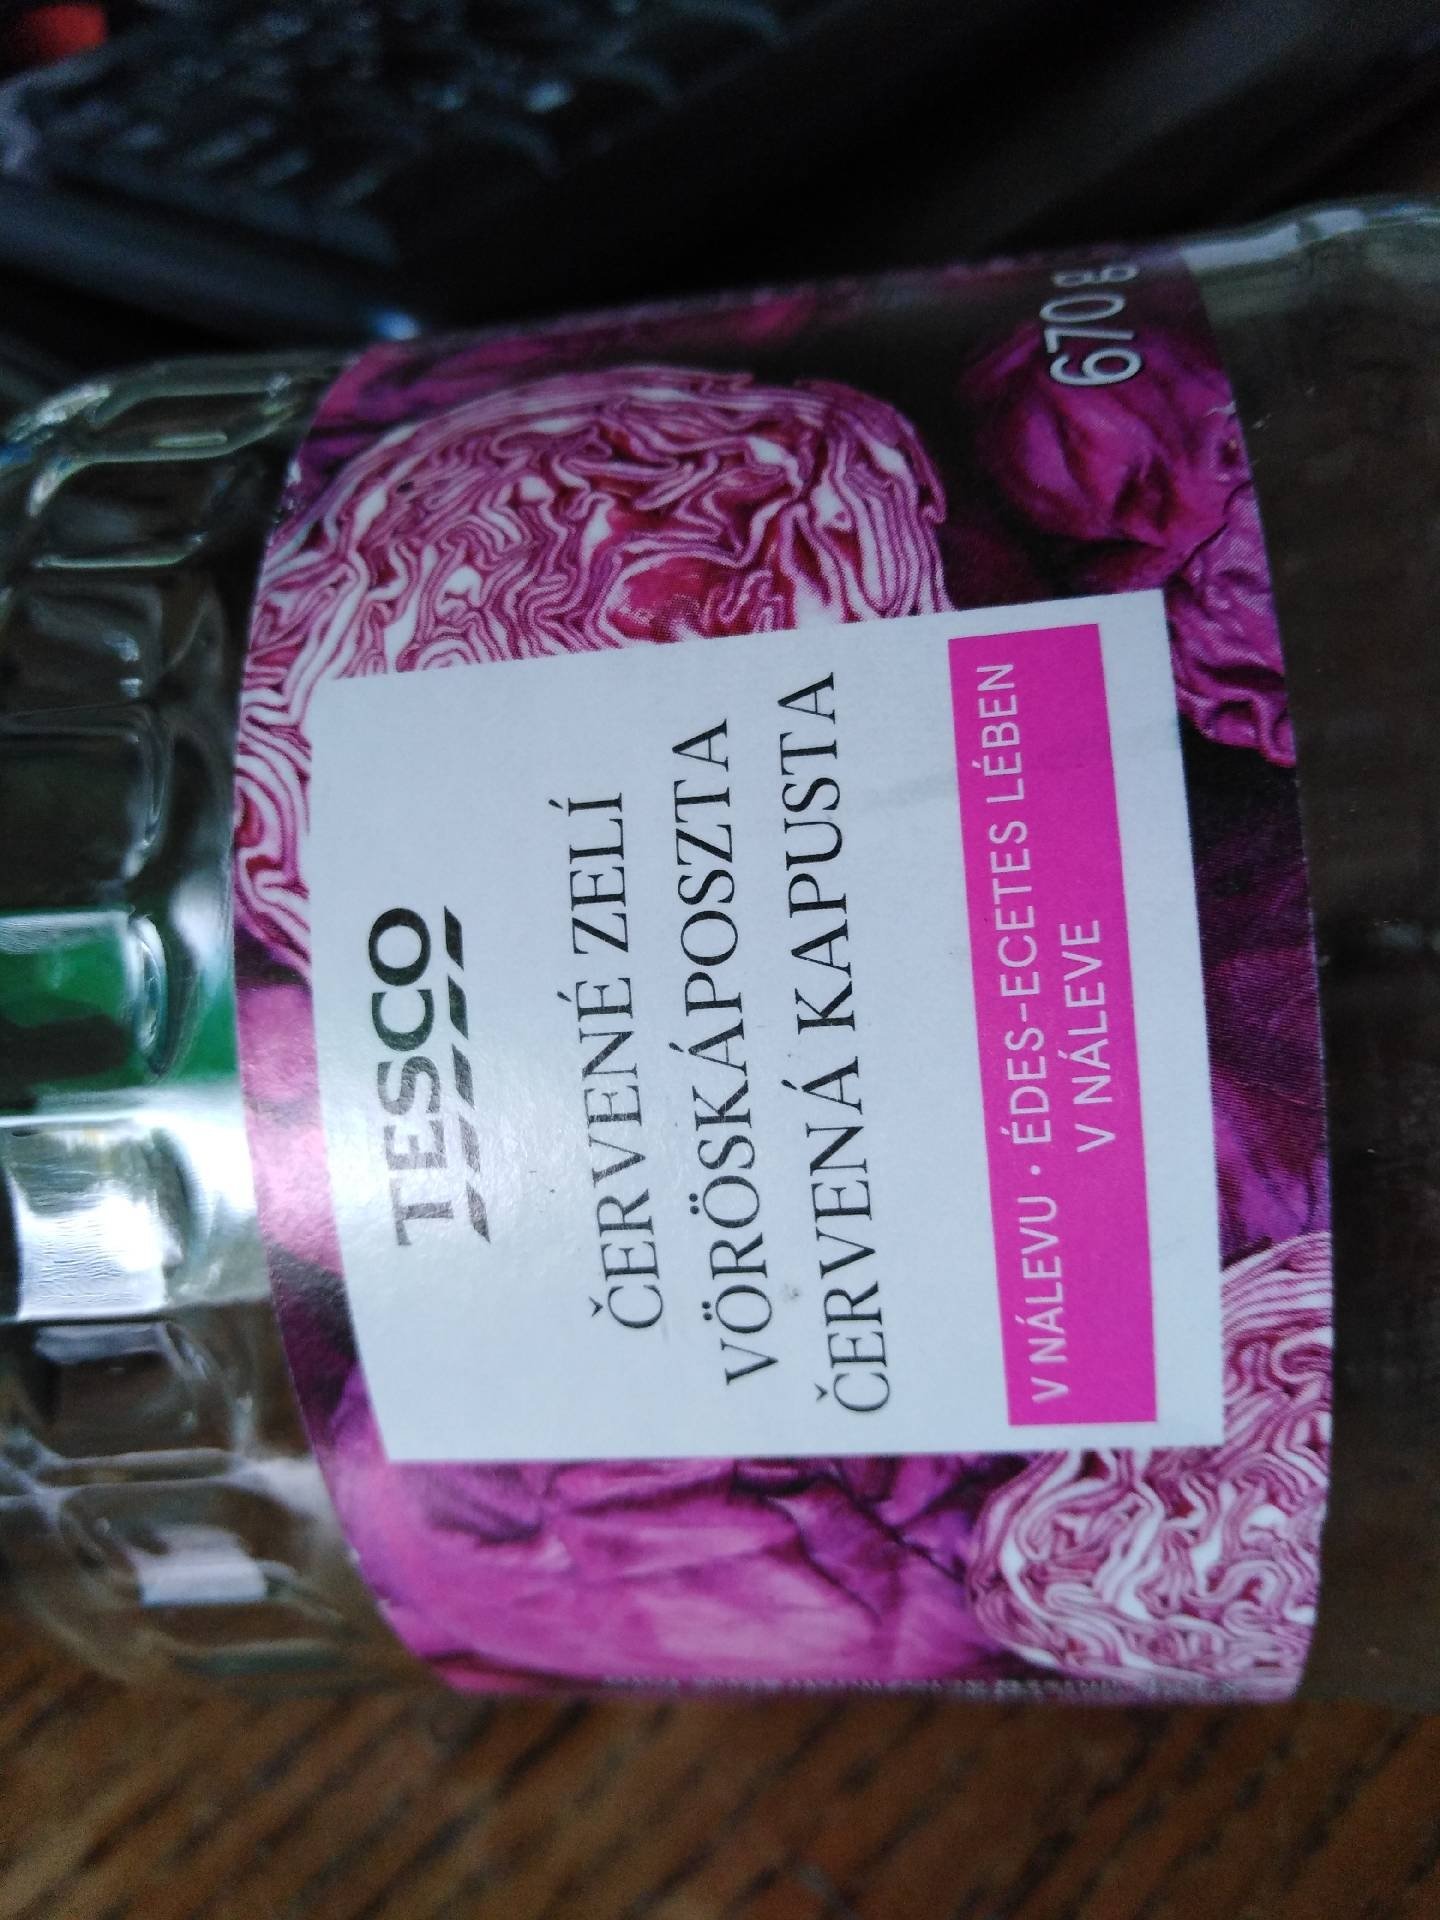 TESCO
ČERVENÉ ZELÍ
VÖRÖSKÁPOSZTA
ČERVENÁ KAPUSTA
V NÁLEVU • ÉDES-ECETES LÉBEN
V NÁLEVE
670 g